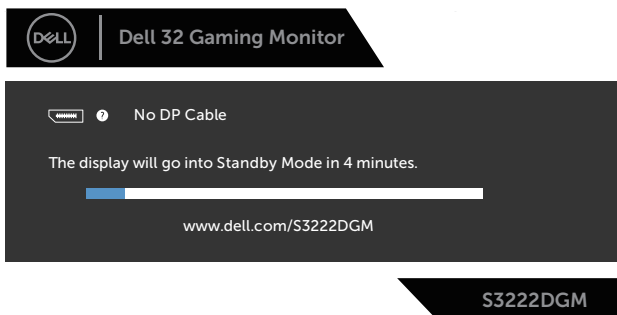 DELL
Dell 32 Gaming Monitor
? No DP Cable
The display will go into Standby Mode in 4 minutes.
www.dell.com/S3222DGM
S3222DGM